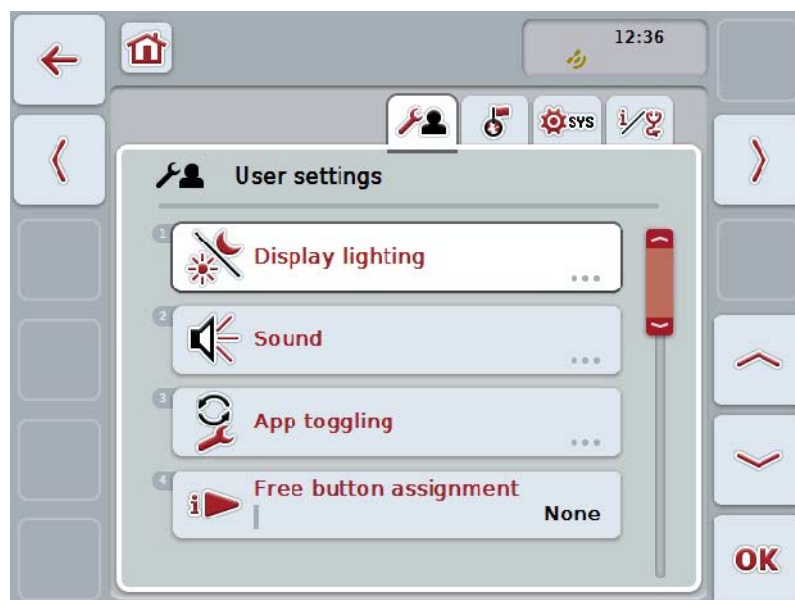 12:36
SYS
i
User settings
1
Display lighting
...
2
Sound
...
3
App toggling
...
4
Free button assignment
i
None
OK